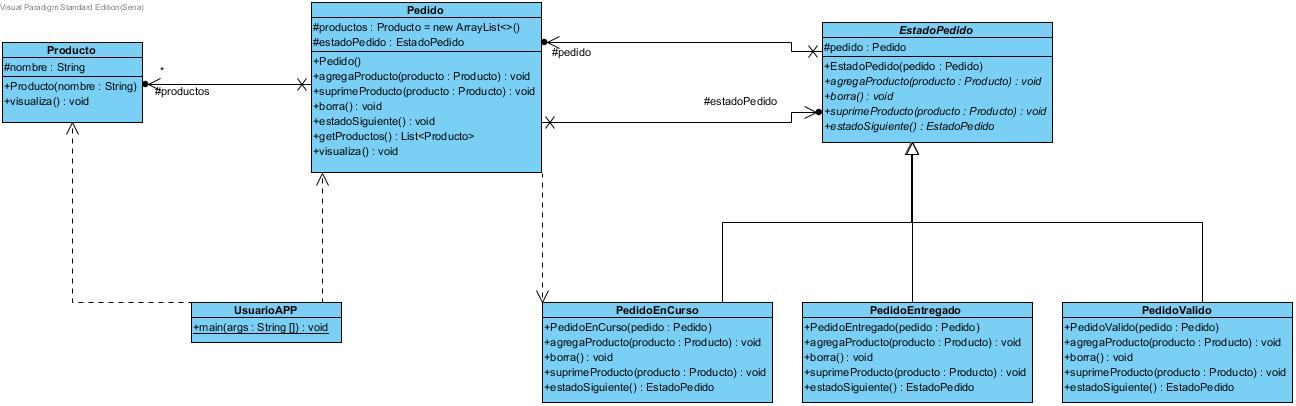 Visual Paradigm Standard Edition(Sena)
Producto
#nombre : String
+Producto(nombre : String)
+visualiza() : void
*
#productos
Pedido
#productos : Producto = new ArrayList<>()
#estadoPedido : EstadoPedido
+Pedido()
+agregaProducto(producto : Producto) : void
+suprimeProducto(producto : Producto) : void
+borra() : void
+estadoSiguiente() : void
+getProductos() : List<Producto>
+visualiza() : void
#pedido
#estadoPedido
EstadoPedido
#pedido : Pedido
+EstadoPedido(pedido : Pedido)
+agregaProducto(producto : Producto) : void
+borra() : void
+suprimeProducto(producto : Producto) : void
+estadoSiguiente() : EstadoPedido
UsuarioAPP
+main(args : String []) : void
PedidoEnCurso
+PedidoEnCurso(pedido : Pedido)
+agregaProducto(producto : Producto) : void
+borra() : void
+suprimeProducto(producto : Producto) : void
+estadoSiguiente() : EstadoPedido
PedidoEntregado
+PedidoEntregado(pedido : Pedido)
+agregaProducto(producto : Producto) : void
+borra() : void
+suprimeProducto(producto : Producto) : void
+estadoSiguiente() : EstadoPedido
PedidoValido
+PedidoValido(pedido : Pedido)
+agregaProducto(producto : Producto) : void
+borra() : void
+suprimeProducto(producto : Producto) : void
+estadoSiguiente() : EstadoPedido